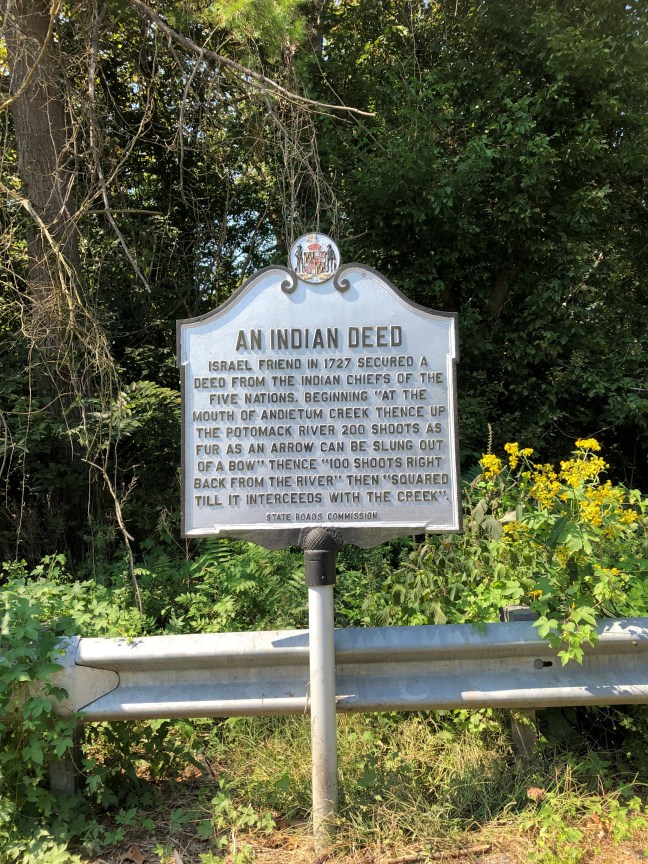 AN INDIAN DEED
ISRAEL FRIEND IN 1727 SECURED A
DEED FROM THE INDIAN CHIEFS OF THE
FIVE NATIONS. BEGINNING "AT THE
MOUTH OF ANDIETUM CREEK THENCE UP
THE POTOMACK RIVER 200 SHOOTS AS
FUR AS AN ARROW CAN BE SLUNG OUT
OF A BOW" THENCE "100 SHOOTS RIGHT
BACK FROM THE RIVER" THEN "SQUARED
TILL IT INTERCEEDS WITH THE CREEK".
STATE ROADS COMMISSION